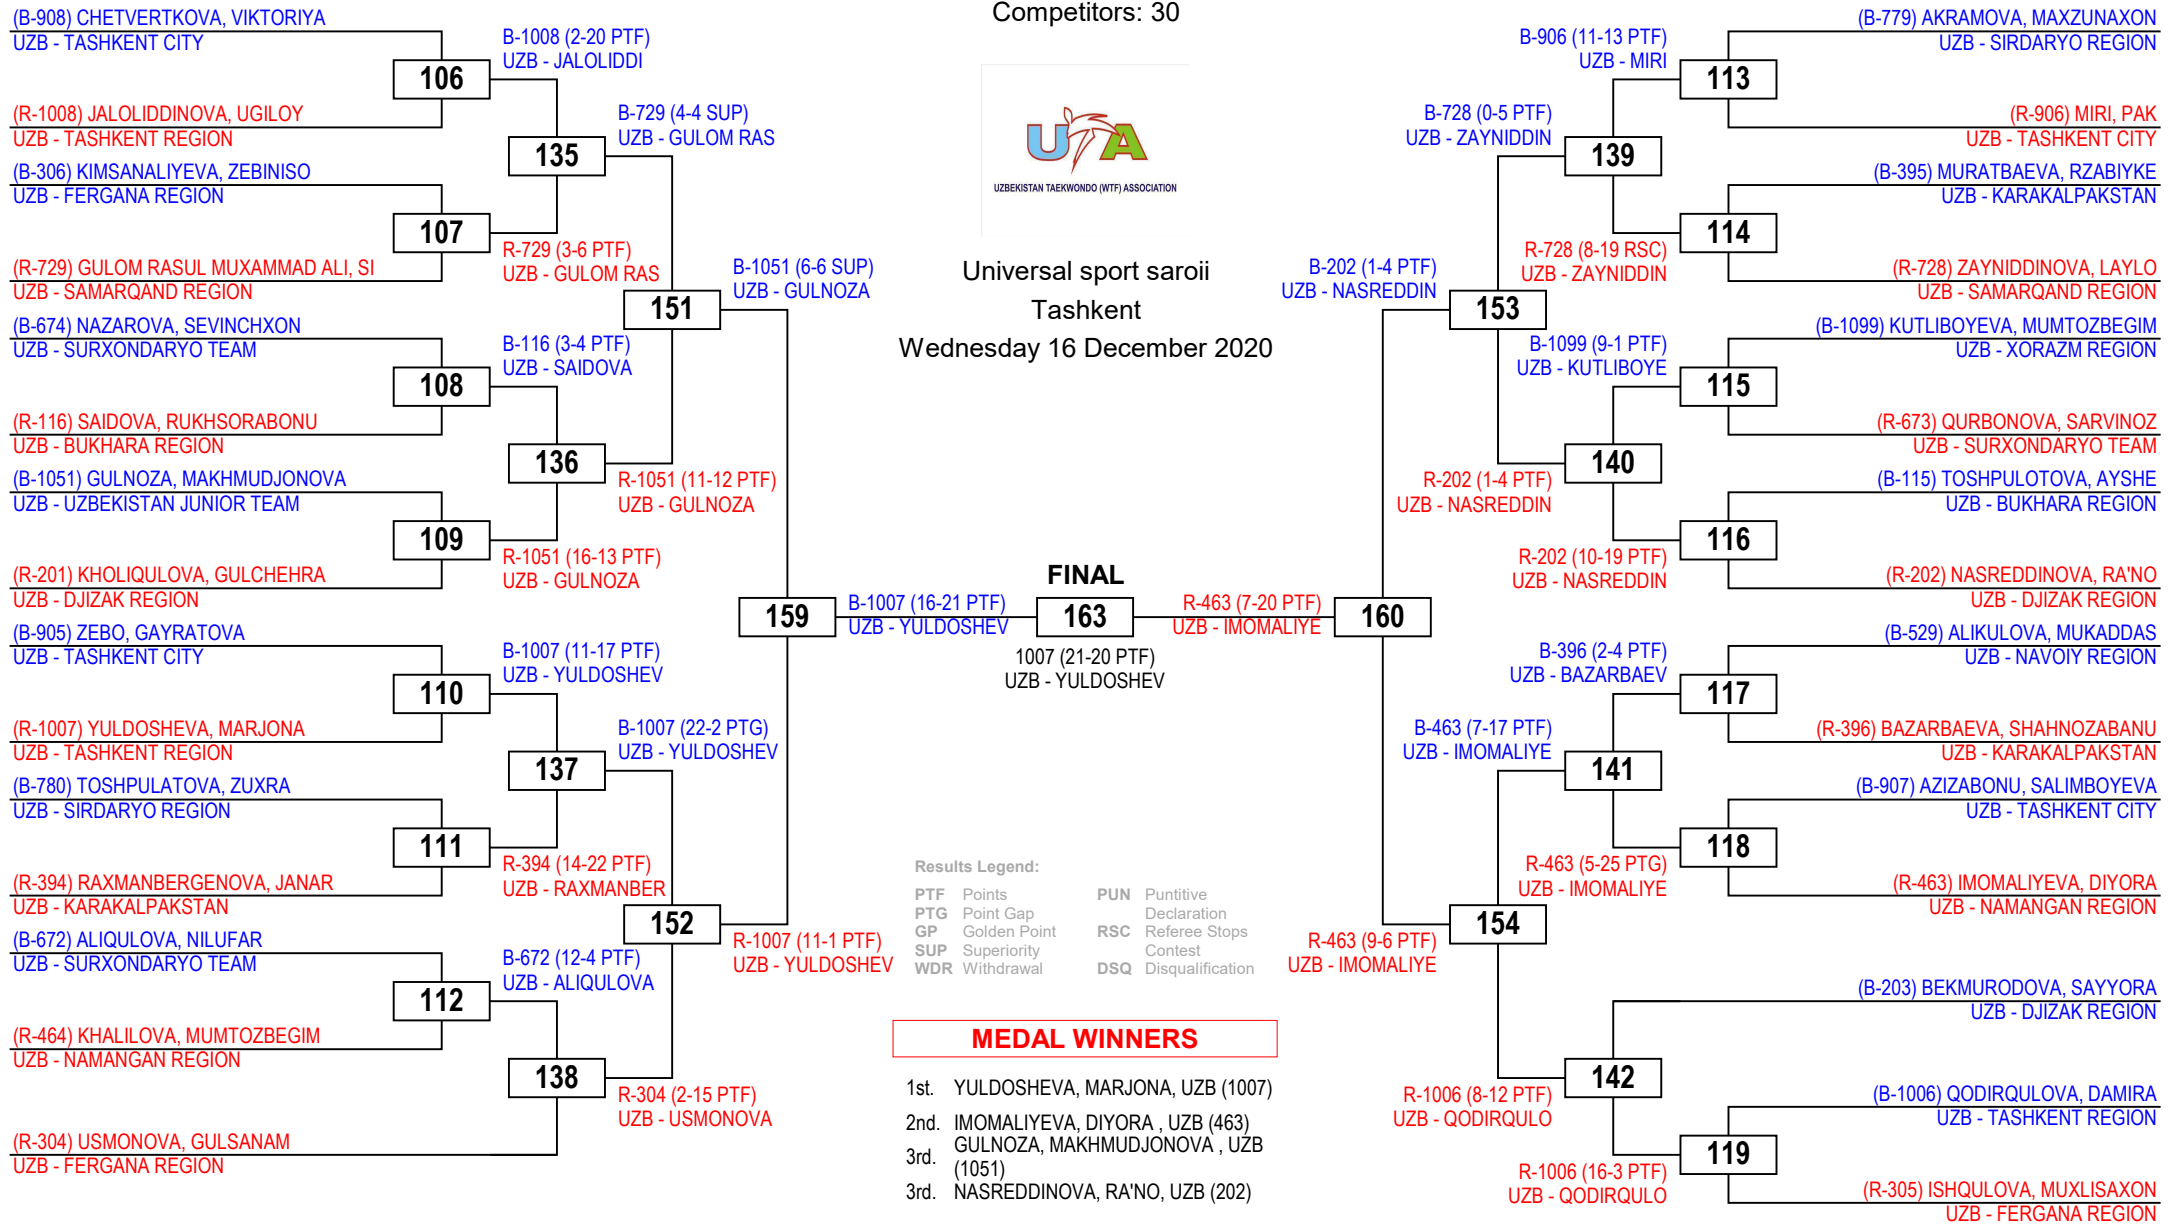 Competitors: 30
UTA
UZBEKISTAN TAEKWONDO (WTF) ASSOCIATION
Universal sport saroii
Tashkent
Wednesday 16 December 2020
(B-908) CHETVERTKOVA, VIKTORIYA
UZB - TASHKENT CITY
106
(R-1008) JALOLIDDINOVA, UGILOY
UZB - TASHKENT REGION
(B-306) KIMSANALIYEVA, ZEBINISO
UZB - FERGANA REGION
107
(R-729) GULOM RASUL MUXAMMAD ALI, SI
UZB - SAMARQAND REGION
(B-674) NAZAROVA, SEVINCHXON
UZB - SURXONDARYO TEAM
108
(R-116) SAIDOVA, RUKHSORABONU
UZB - BUKHARA REGION
(B-1051) GULNOZA, MAKHMUDJONOVA
UZB - UZBEKISTAN JUNIOR TEAM
109
(R-201) KHOLIQULOVA, GULCHEHRA
UZB - DJIZAK REGION
(B-905) ZEBO, GAYRATOVA
UZB - TASHKENT CITY
110
(R-1007) YULDOSHEVA, MARJONA
UZB - TASHKENT REGION
(B-780) TOSHPULATOVA, ZUXRA
UZB - SIRDARYO REGION
111
(R-394) RAXMANBERGENOVA, JANAR
UZB - KARAKALPAKSTAN
(B-672) ALIQULOVA, NILUFAR
UZB - SURXONDARYO TEAM
112
(R-464) KHALILOVA, MUMTOZBEGIM
UZB - NAMANGAN REGION
(R-304) USMONOVA, GULSANAM
UZB - FERGANA REGION
B-1008 (2-20 PTF)
UZB - JALOLIDDI
135
R-729 (3-6 PTF)
UZB - GULOM RAS
B-116 (3-4 PTF)
UZB - SAIDOVA
136
R-1051 (16-13 PTF)
UZB - GULNOZA
B-1007 (11-17 PTF)
UZB - YULDOSHEV
137
R-394 (14-22 PTF)
UZB - RAXMANBER
B-672 (12-4 PTF)
UZB - ALIQULOVA
138
B-729 (4-4 SUP)
UZB - GULOM RAS
151
R-1051 (11-12 PTF)
UZB - GULNOZA
B-1007 (22-2 PTG)
UZB - YULDOSHEV
152
R-304 (2-15 PTF)
UZB - USMONOVA
B-1051 (6-6 SUP)
UZB - GULNOZA
159
R-1007 (11-1 PTF)
UZB - YULDOSHEV
B-1007 (16-21 PTF)
UZB - YULDOSHEV
FINAL
163
1007 (21-20 PTF)
UZB - YULDOSHEV
R-463 (7-20 PTF)
UZB - IMOMALIYE
160
B-202 (1-4 PTF)
UZB - NASREDDIN
R-463 (9-6 PTF)
UZB - IMOMALIYE
B-728 (0-5 PTF)
UZB - ZAYNIDDIN
153
R-202 (1-4 PTF)
UZB - NASREDDIN
B-463 (7-17 PTF)
UZB - IMOMALIYE
154
R-1006 (8-12 PTF)
UZB - QODIRQULO
B-906 (11-13 PTF)
UZB - MIRI
139
R-728 (8-19 RSC)
UZB - ZAYNIDDIN
B-1099 (9-1 PTF)
UZB - KUTLIBOYE
140
R-202 (10-19 PTF)
UZB - NASREDDIN
B-396 (2-4 PTF)
UZB - BAZARBAEV
141
R-463 (5-25 PTG)
UZB - IMOMALIYE
142
R-1006 (16-3 PTF)
UZB - QODIRQULO
(B-779) AKRAMOVA, MAXZUNAXON
UZB - SIRDARYO REGION
113
(R-906) MIRI, PAK
UZB - TASHKENT CITY
(B-395) MURATBAEVA, RZABIYKE
UZB - KARAKALPAKSTAN
114
(R-728) ZAYNIDDINOVA, LAYLO
UZB - SAMARQAND REGION
(B-1099) KUTLIBOYEVA, MUMTOZBEGIM
UZB - XORAZM REGION
115
(R-673) QURBONOVA, SARVINOZ
UZB - SURXONDARYO TEAM
(B-115) TOSHPULOTOVA, AYSHE
UZB - BUKHARA REGION
116
(R-202) NASREDDINOVA, RA'NO
UZB - DJIZAK REGION
(B-529) ALIKULOVA, MUKADDAS
UZB - NAVOIY REGION
117
(R-396) BAZARBAEVA, SHAHNOZABANU
UZB - KARAKALPAKSTAN
(B-907) AZIZABONU, SALIMBOYEVA
UZB - TASHKENT CITY
118
(R-463) IMOMALIYEVA, DIYORA
UZB - NAMANGAN REGION
(B-203) BEKMURODOVA, SAYYORA
UZB - DJIZAK REGION
(B-1006) QODIRQULOVA, DAMIRA
UZB - TASHKENT REGION
119
(R-305) ISHQULOVA, MUXLISAXON
UZB - FERGANA REGION
Results Legend:
PTF Points
PTG Point Gap
GP Golden Point
SUP Superiority
WDR Withdrawal
PUN Puntitive
Declaration
RSC Referee Stops
Contest
DSQ Disqualification
MEDAL WINNERS
1st. YULDOSHEVA, MARJONA, UZB (1007)
2nd. IMOMALIYEVA, DIYORA , UZB (463)
3rd. GULNOZA, MAKHMUDJONOVA , UZB
(1051)
3rd. NASREDDINOVA, RA'NO, UZB (202)